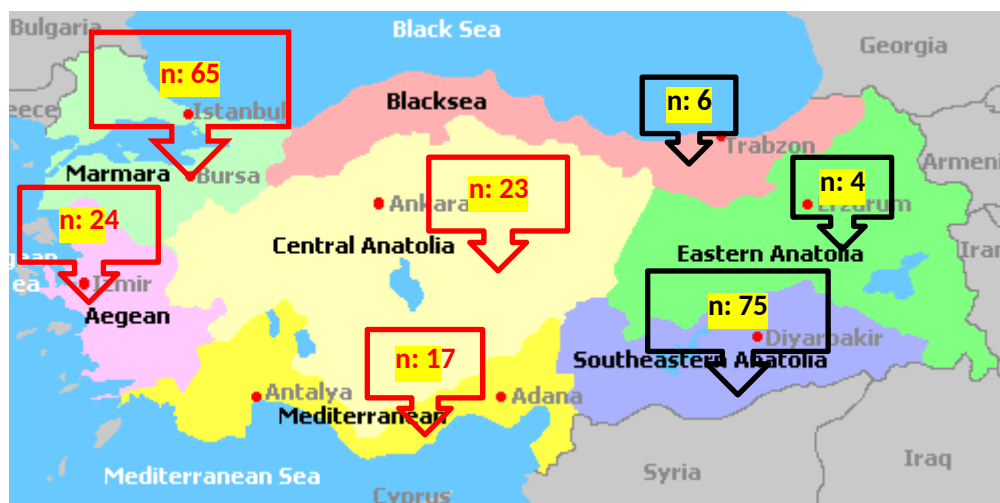 Bulgaria
Black Sea
Georgia
n: 65
Blacksea
n: 6
Istanbul
Trabzon
Marmara
Bursa
n: 4
n: 24
Ankara
n: 23
Erzurum
Central Anatolia
Eastern Anatolia
Izmir
n: 75
Aegean
Diyarbakir
n: 17
Southeastern Anatolia
Antalya
Adana
Mediterranean
Mediterranean Sea
Syria
Iraq
Cyprus